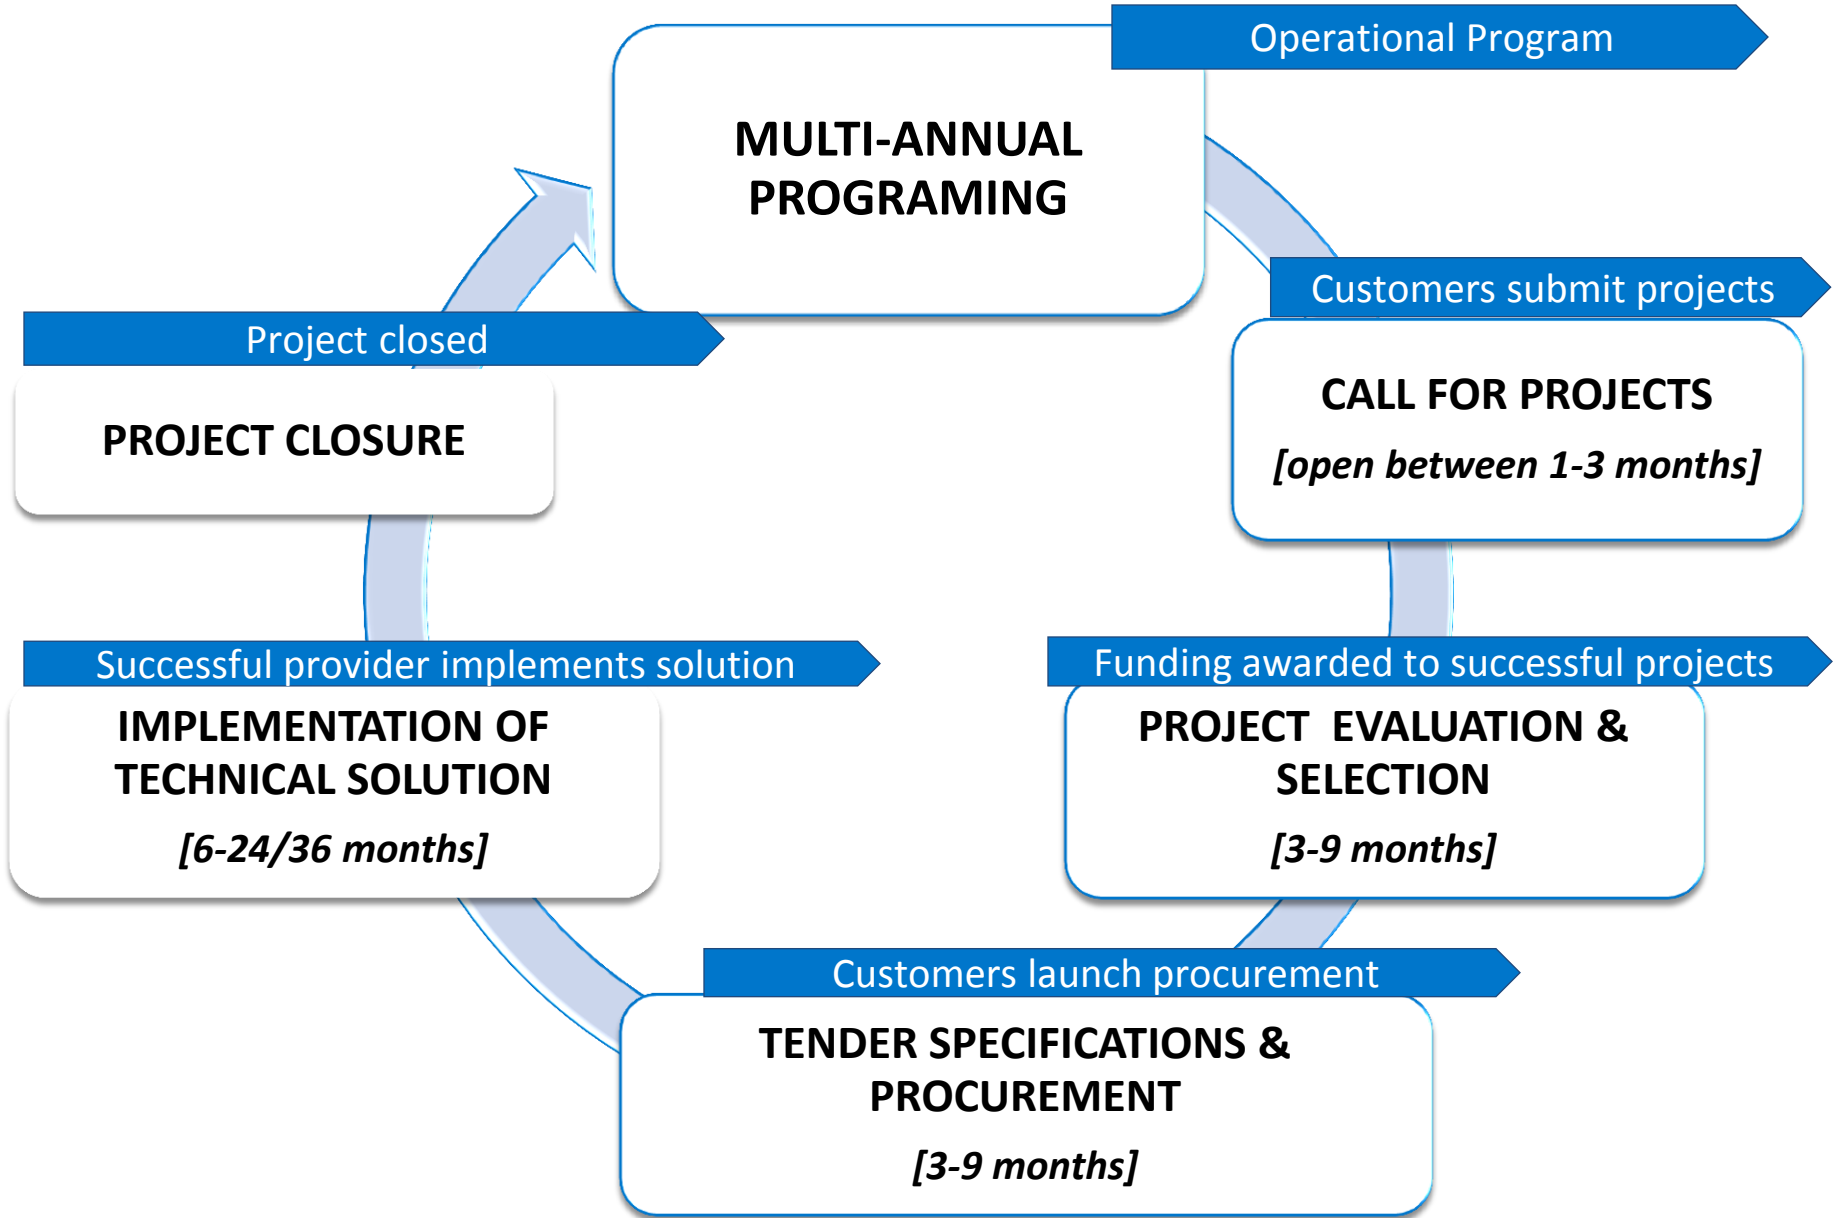 Operational Program
MULTI-ANNUAL
PROGRAMING
Customers submit projects
CALL FOR PROJECTS
[open between 1-3 months]
Funding awarded to successful projects
PROJECT EVALUATION &
SELECTION
[3-9 months]
Customers launch procurement
TENDER SPECIFICATIONS &
PROCUREMENT
[3-9 months]
Successful provider implements solution
IMPLEMENTATION OF
TECHNICAL SOLUTION
[6-24/36 months]
Project closed
PROJECT CLOSURE